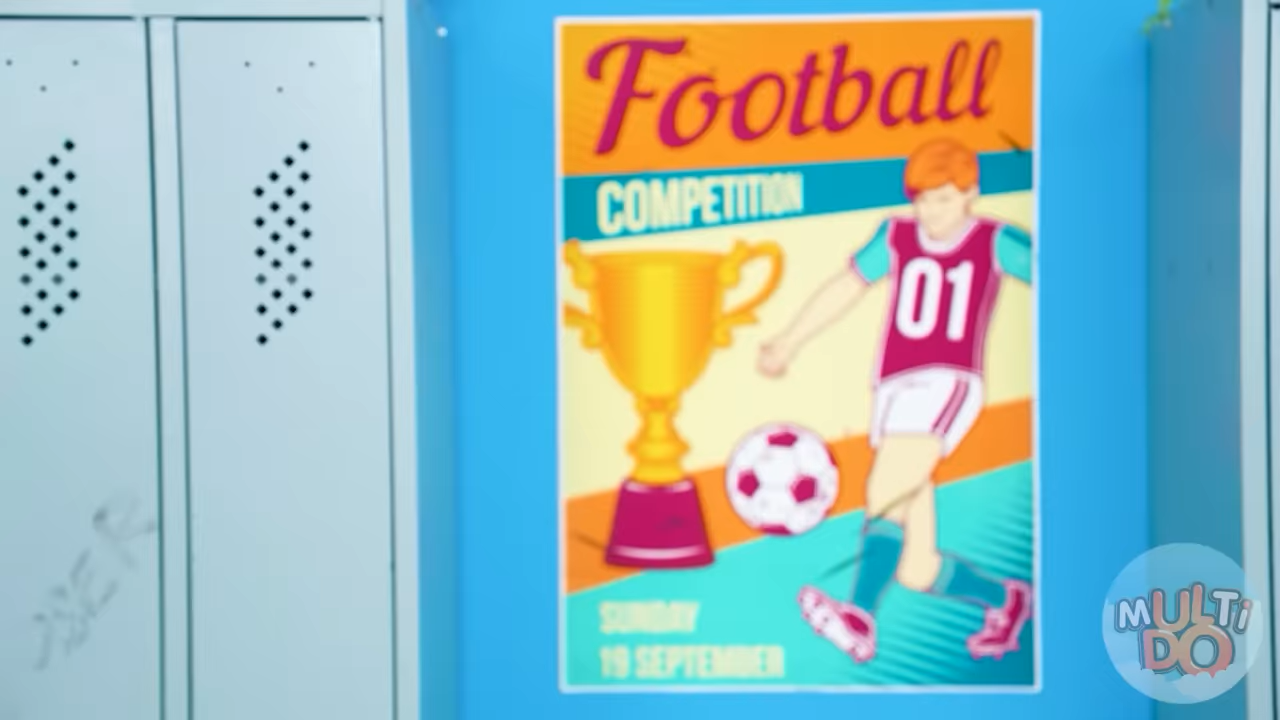 Football
COMPETITION
01
SUNDAY
19 SEPTEMBER
MULTI
DO